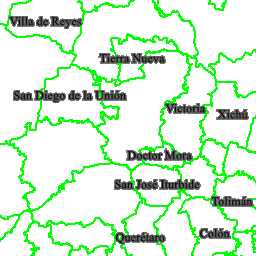 Villa de Reyes
Tierra Nueva
San Diego de la Unión
Victoria
Xichú
Doctor Mora
San José Iturbide
Tolimán
Colón
Querétaro